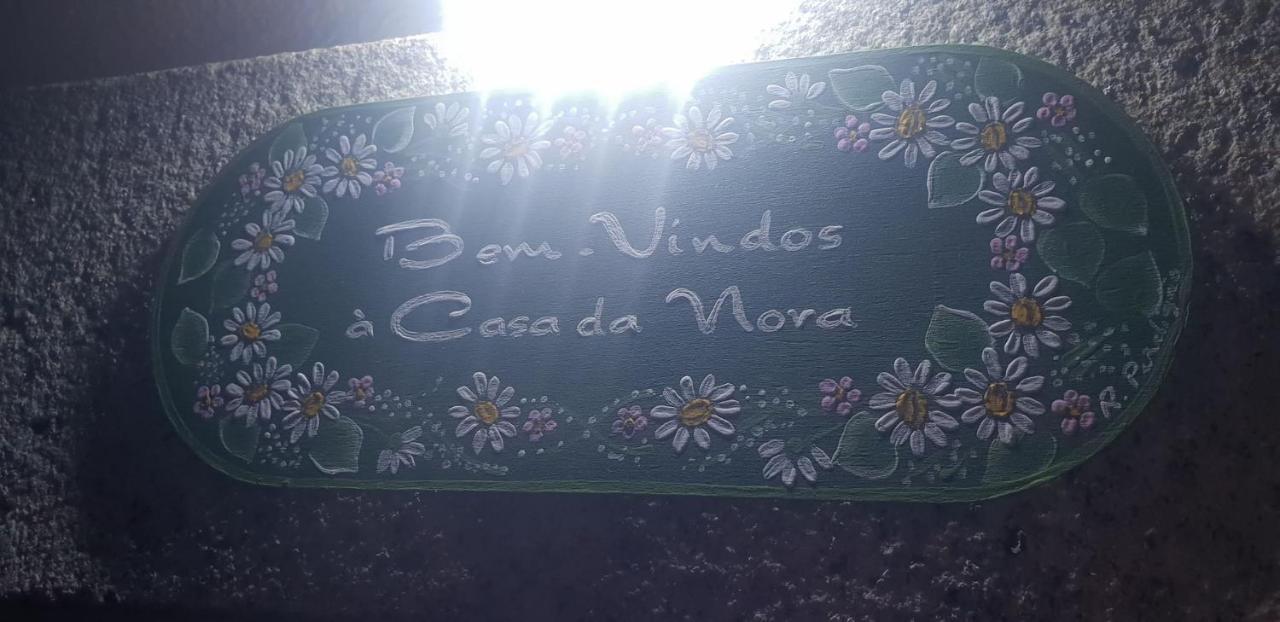 Bem-Vindos
à Casa da Nora